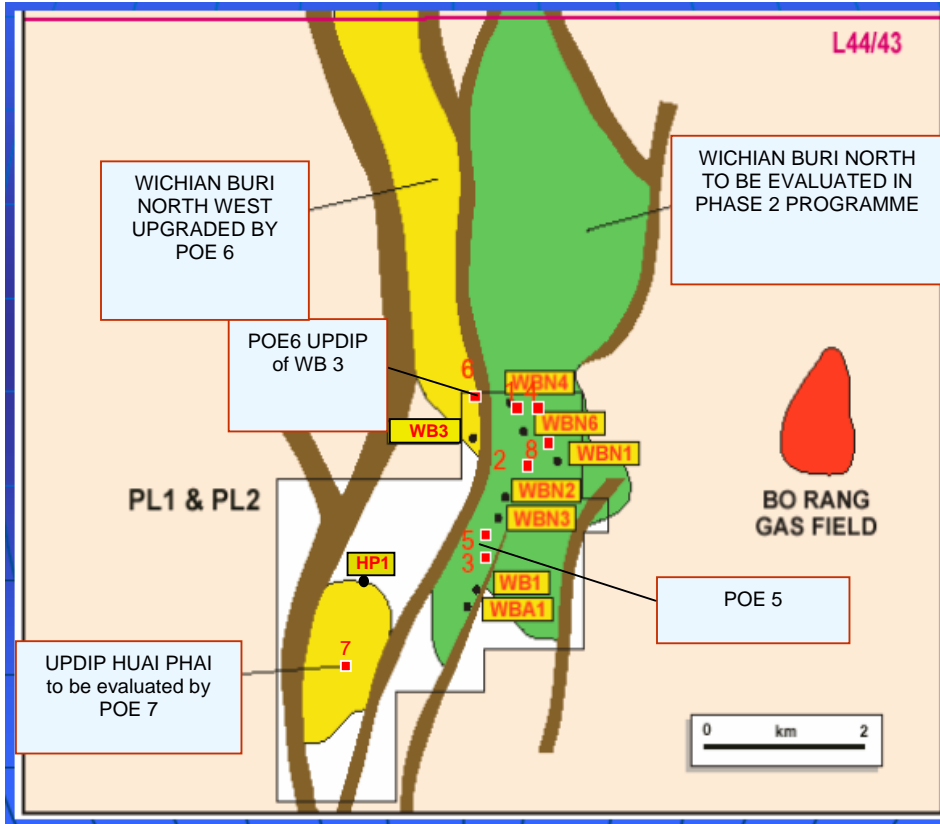 L44/43
WICHIAN BURI
NORTH WEST
UPGRADED BY
POE 6
WICHIAN BURI NORTH
TO BE EVALUATED IN
PHASE 2 PROGRAMME
POE6 UPDIP
of WB 3
6
WBN4
1
4
WB3
WBN6
8
2
WBN1
PL1 & PL2
WBN2
WBN3
BO RANG
GAS FIELD
5
3
HP1
WB1
WBA1
POE 5
7
UPDIP HUAI PHAI
to be evaluated by
POE 7
0 km 2